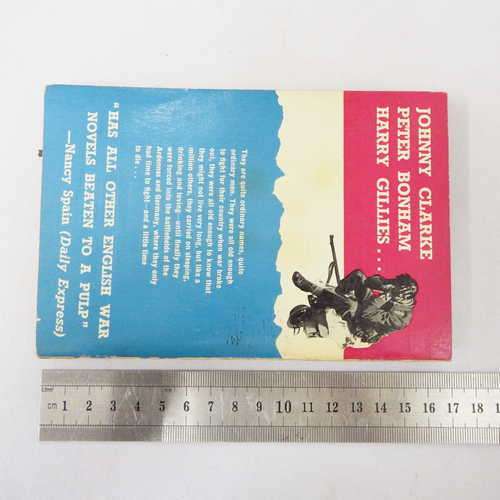 JOHNNY CLARKE
PETER BONHAM
HARRY GILLIES . . .
They are quite ordinary names, quite
ordinary men. They were all old enough
to fight for their country when war broke
out, they were all old enough to know that
they might not live very long, but like a
million others, they carried on sleeping,
drinking and loving—until finally they
were forced into the battlefields of the
Ardennes and Germany, where they only
had time to fight—and a little time
to die . . .
"HAS ALL OTHER ENGLISH WAR
NOVELS BEATEN TO A PULP"
—Nancy Spain (Daily Express)
cm 1 2 3 4 5 6 7 8 9 10 11 12 13 14 15 16 17 18